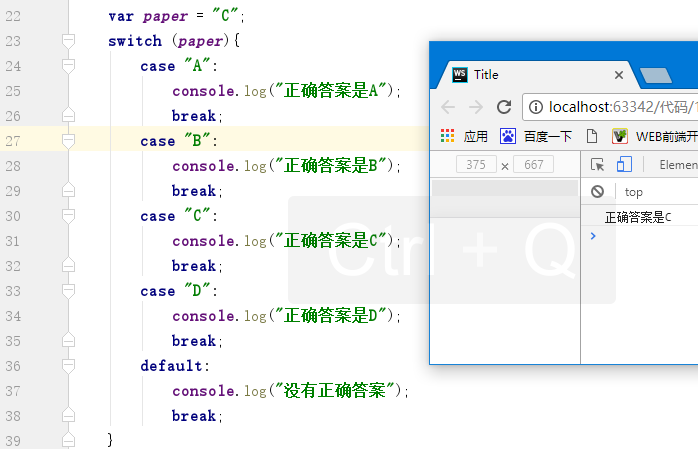 22 var paper = "C";
23 switch (paper){
24 case "A":
25 console.log("正确答案是A");
26 break;
27 case "B":
28 console.log("正确答案是B");
29 break;
30 case "C":
31 console.log("正确答案是C");
32 break;
33 case "D":
34 console.log("正确答案是D");
35 break;
36 default:
37 console.log("没有正确答案");
38 break;
39 }
Ctrl + Q
WS Title
localhost:63342/代码/1
应用 百度一下 WEB前端开
375 × 667 Elemen
top
正确答案是C